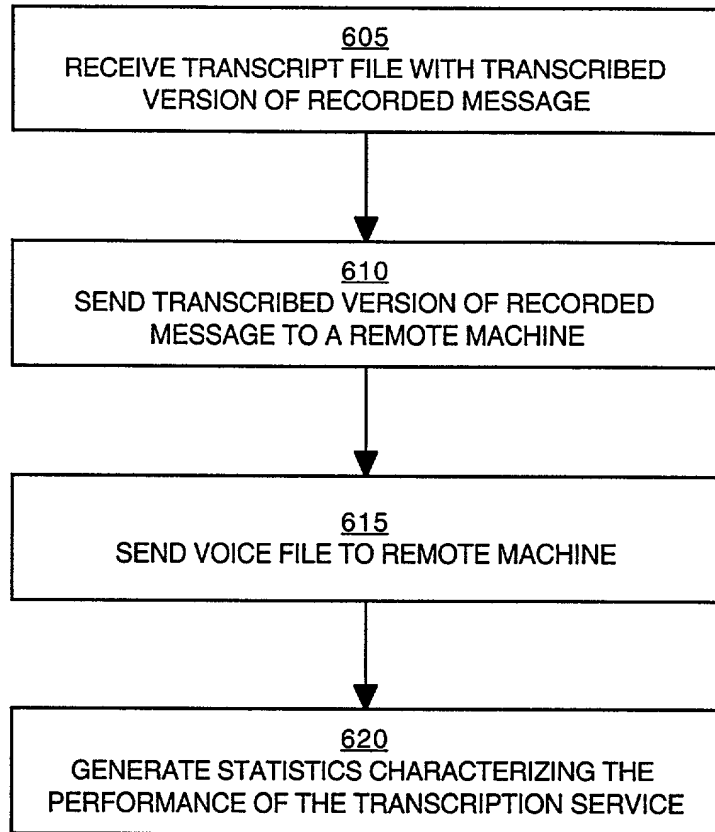 605
RECEIVE TRANSCRIPT FILE WITH TRANSCRIBED
VERSION OF RECORDED MESSAGE
610
SEND TRANSCRIBED VERSION OF RECORDED
MESSAGE TO A REMOTE MACHINE
615
SEND VOICE FILE TO REMOTE MACHINE
620
GENERATE STATISTICS CHARACTERIZING THE
PERFORMANCE OF THE TRANSCRIPTION SERVICE